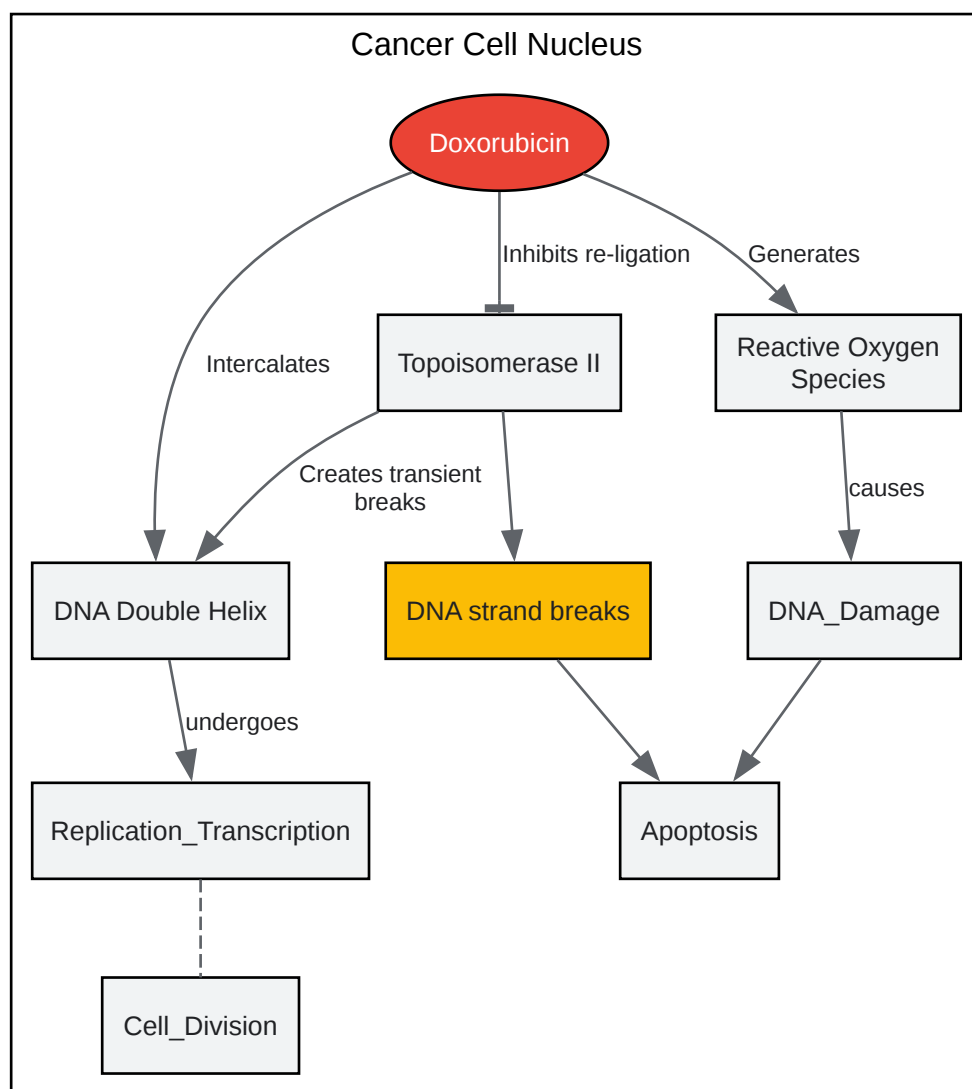 Cancer Cell Nucleus
Doxorubicin
Inhibits re-ligation
Generates
Intercalates
Topoisomerase II
Reactive Oxygen
Species
Creates transient
breaks
causes
DNA Double Helix
DNA strand breaks
DNA_Damage
undergoes
Replication_Transcription
Apoptosis
Cell_Division